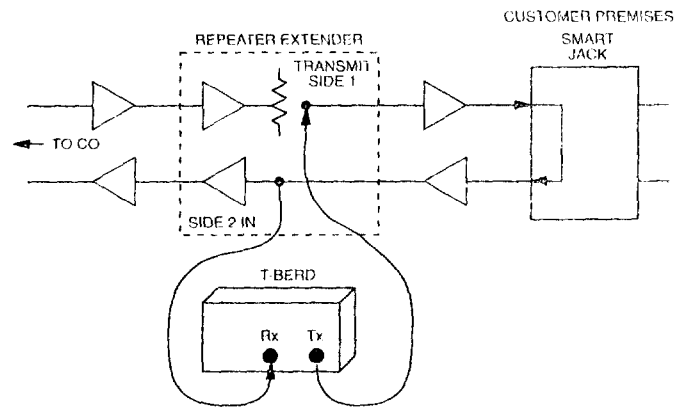 CUSTOMER PREMISES
SMART
JACK
REPEATER EXTENDER
TRANSMIT
SIDE 1
TO CO
SIDE 2 IN
T-BERD
Rx
Tx